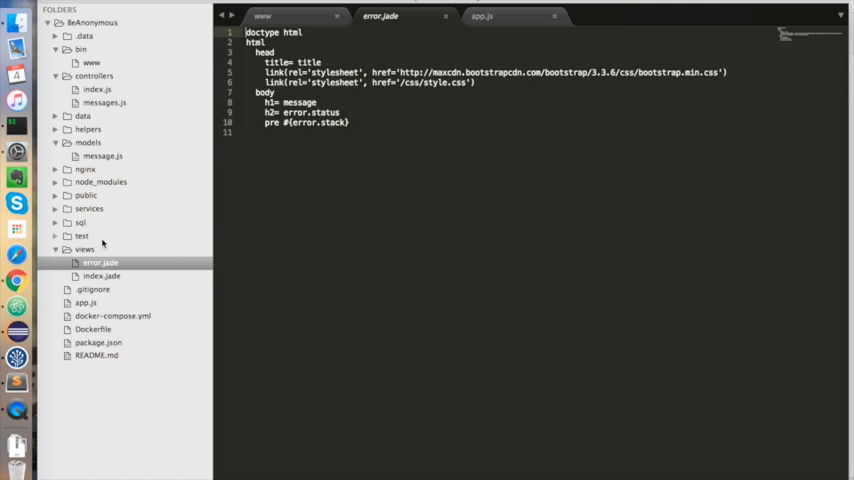 FOLDERS
8eAnonymous
.data
bin
www
controllers
index.js
messages.js
data
helpers
models
message.js
nginx
node_modules
public
services
sql
test
views
error.jade
index.jade
.gitignore
app.js
docker-compose.yml
Dockerfile
package.json
README.md
www × error.jade × app.js ×
1 doctype html
2 html
3 head
4 title= title
5 link(rel='stylesheet', href='http://maxcdn.bootstrapcdn.com/bootstrap/3.3.6/css/bootstrap.min.css')
6 link(rel='stylesheet', href='/css/style.css')
7 body
8 h1= message
9 h2= error.status
10 pre #{error.stack}
11
4